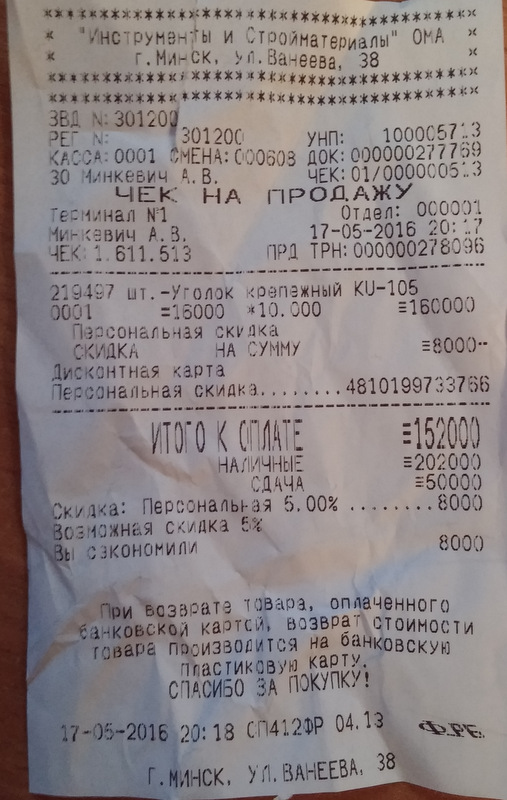 ************************************
* "Инструменты и Стройматериалы" ОМА *
* г.Минск, ул.Ванеева, 38 *
************************************
************************************
ЗВД N:301200
РЕГ N: 301200 УНП: 100005713
КАССА:0001 СМЕНА:000608 ДОК:000000277769
30 Минкевич А.В. ЧЕК:01/0000000513
ЧЕК НА ПРОДАЖУ
Терминал №1 Отдел: 000001
Минкевич А.В. 17-05-2016 20:17
ЧЕК:1.611.513 ПРД ТРН:000000278096
219497 шт.-Уголок крепежный KU-105
0001 =16000 *10.000 ≡160000
Персональная скидка
СКИДКА НА СУММУ ≡8000--
Дисконтная карта
Персональная скидка........4810199733766
ИТОГО К ОПЛАТЕ ≡152000
НАЛИЧНЫЕ ≡202000
СДАЧА ≡50000
Скидка: Персональная 5.00% ........8000
Возможная скидка 5%
Вы сэкономили 8000
При возврате товара, оплаченного
банковской картой, возврат стоимости
товара производится на банковскую
пластиковую карту.
СПАСИБО ЗА ПОКУПКУ!
17-05-2016 20:18 СП412ФР 04.13 Ф.РБ.
Г.МИНСК, УЛ.ВАНЕЕВА, 38